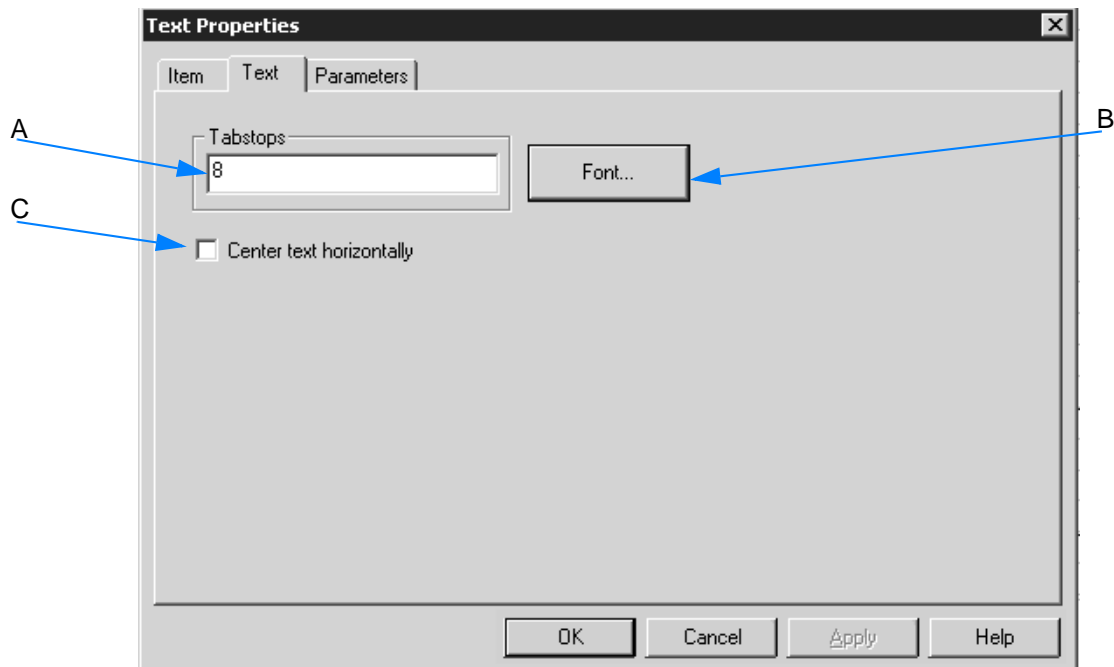 Text Properties
Item Text Parameters
A
Tabstops
B
8
Font...
C
Center text horizontally
OK Cancel Apply Help